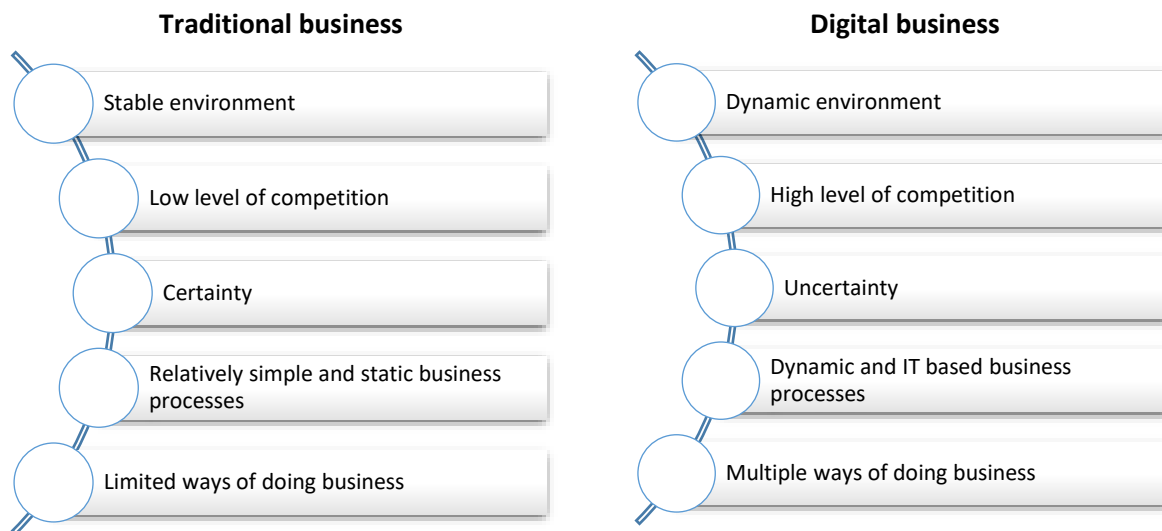 Traditional business
Stable environment
Low level of competition
Certainty
Relatively simple and static business
processes
Limited ways of doing business
Digital business
Dynamic environment
High level of competition
Uncertainty
Dynamic and IT based business
processes
Multiple ways of doing business